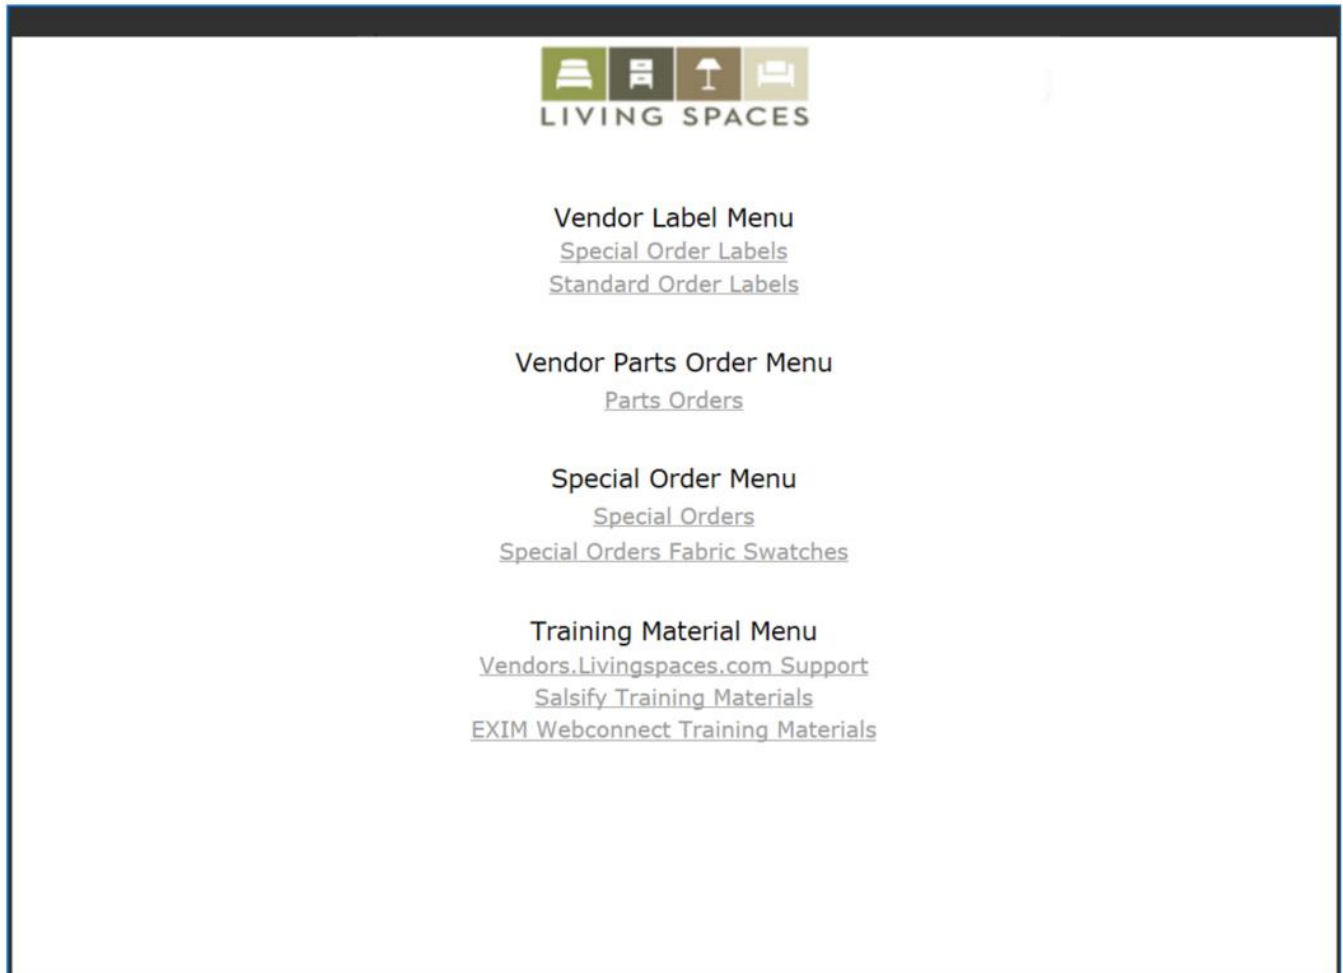 LIVING SPACES
Vendor Label Menu
Special Order Labels
Standard Order Labels
Vendor Parts Order Menu
Parts Orders
Special Order Menu
Special Orders
Special Orders Fabric Swatches
Training Material Menu
Vendors.Livingspaces.com Support
Salsify Training Materials
EXIM Webconnect Training Materials